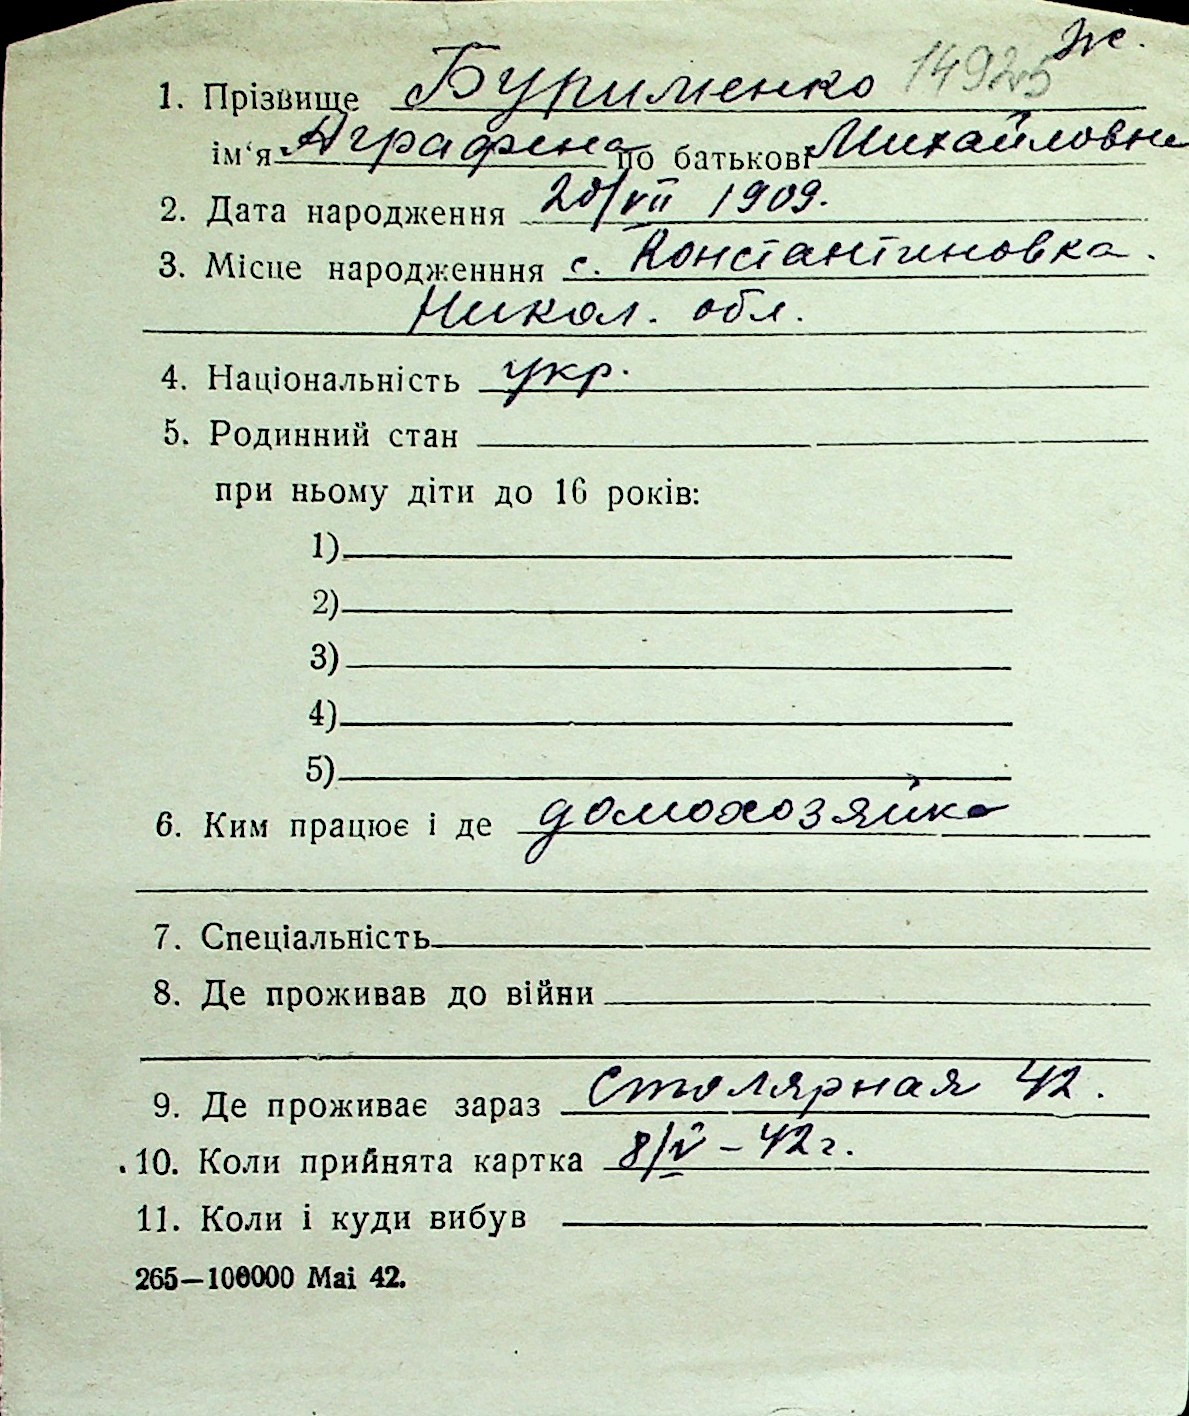 Ж.
14925
1. Прізвище Буrименко
ім‘я Аграфена по батькові Михайловна
2. Дата народження 20/VII 1909.
3. Місце народженння с. Константиновка.
Никол. обл.
4. Національність укр.
5. Родинний стан
при ньому діти до 16 років:
1)
2)
3)
4)
5)
6. Ким працює і де домохозяйка
7. Спеціальність
8. Де проживав до війни
9. Де проживає зараз Столярная 42.
10. Коли прийнята картка 8/V – 42 г.
11. Коли і куди вибув
265—100000 Mai 42.